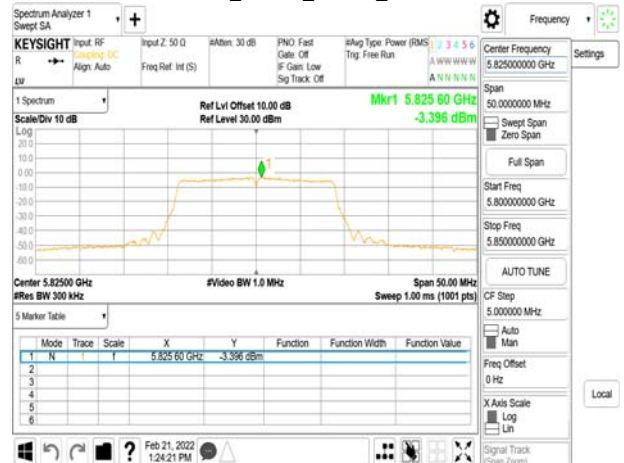 Spectrum Analyzer 1
Swept SA
+
Frequency
KEYSIGHT
R
LV
Input: RF
Coupling: DC
Align: Auto
Input Z: 50 Ω
Freq Ref: Int (S)
#Atten: 30 dB
PNO: Fast
Gate: Off
IF Gain: Low
Sig Track: Off
#Avg Type: Power (RMS
Trig: Free Run
1 2 3 4 5 6
A W W W W W
A N N N N N
Center Frequency
5.825000000 GHz
Settings
Span
50.0000000 MHz
Swept Span
Zero Span
Full Span
Start Freq
5.800000000 GHz
Stop Freq
5.850000000 GHz
AUTO TUNE
CF Step
5.000000 MHz
Auto
Man
Freq Offset
0 Hz
X Axis Scale
Log
Lin
Local
Signal Track
(Span Zoom)
1 Spectrum
Scale/Div 10 dB
Ref Lvl Offset 10.00 dB
Ref Level 30.00 dBm
Mkr1 5.825 60 GHz
-3.396 dBm
Log
20.0
10.0
0.00
-10.0
-20.0
-30.0
-40.0
-50.0
-60.0
1
Center 5.82500 GHz
#Res BW 300 kHz
#Video BW 1.0 MHz
Span 50.00 MHz
Sweep 1.00 ms (1001 pts)
5 Marker Table
Mode Trace Scale X Y Function Function Width Function Value
1 N 1 f 5.825 60 GHz -3.396 dBm
2
3
4
5
6
?
Feb 21, 2022
1:24:21 PM